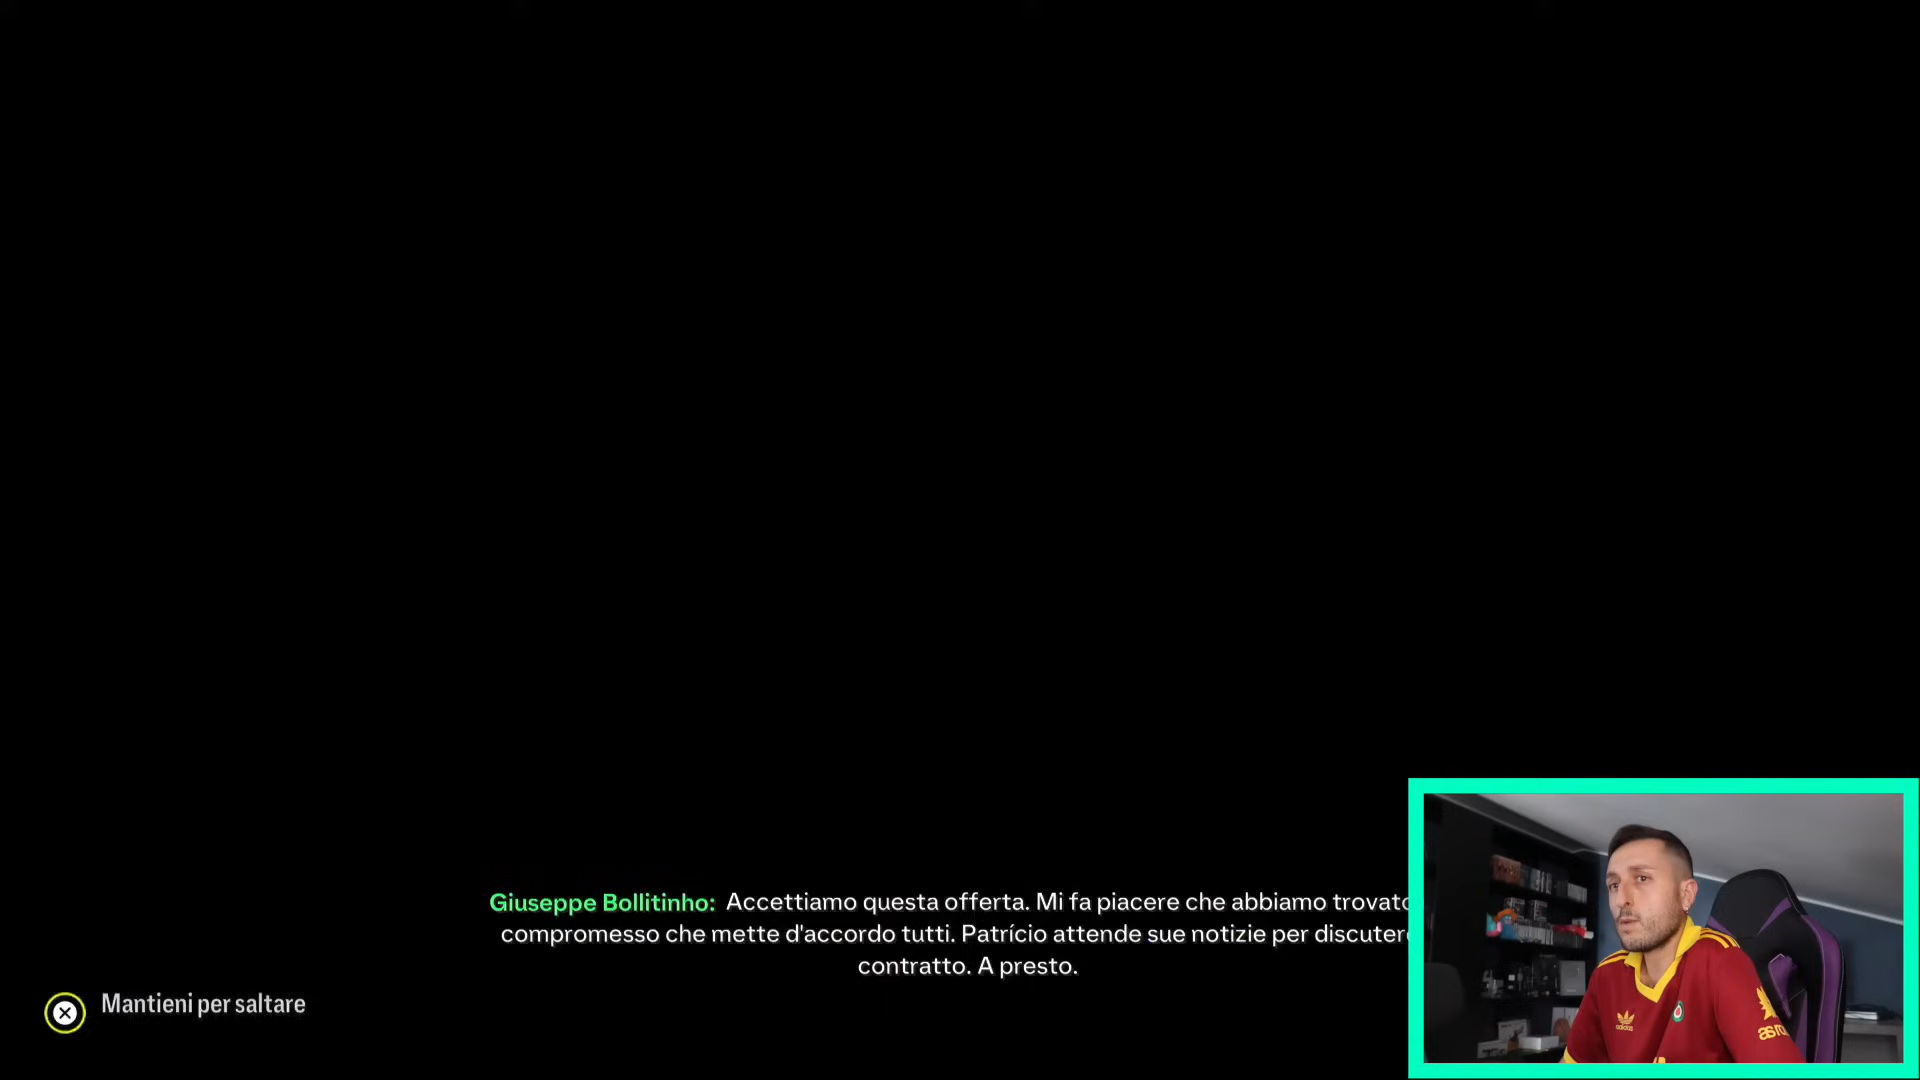 Giuseppe Bollitinho: Accettiamo questa offerta. Mi fa piacere che abbiamo trovato
compromesso che mette d'accordo tutti. Patrício attende sue notizie per discutere
contratto. A presto.
Mantieni per saltare
adidas